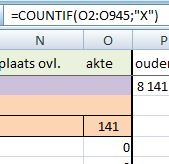 =COUNTIF(O2:O945;"X")
N O P
plaats ovl. akte ouder
8 141
141
0
0